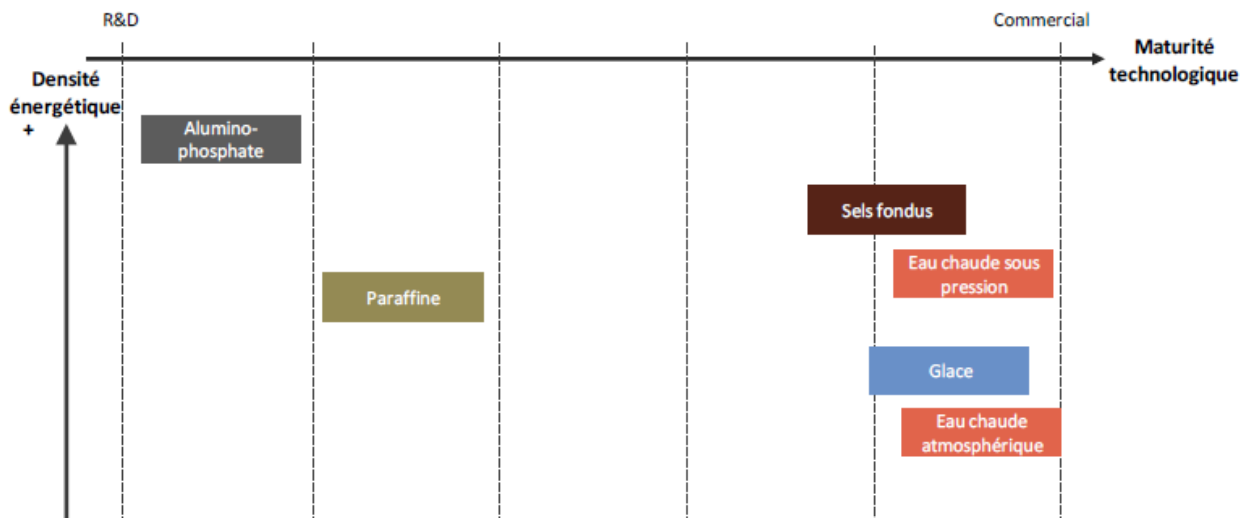 R&D
Commercial
Maturité
technologique
Densité
énergétique
+
Alumino-
phosphate
Sels fondus
Eau chaude sous
pression
Paraffine
Glace
Eau chaude
atmosphérique